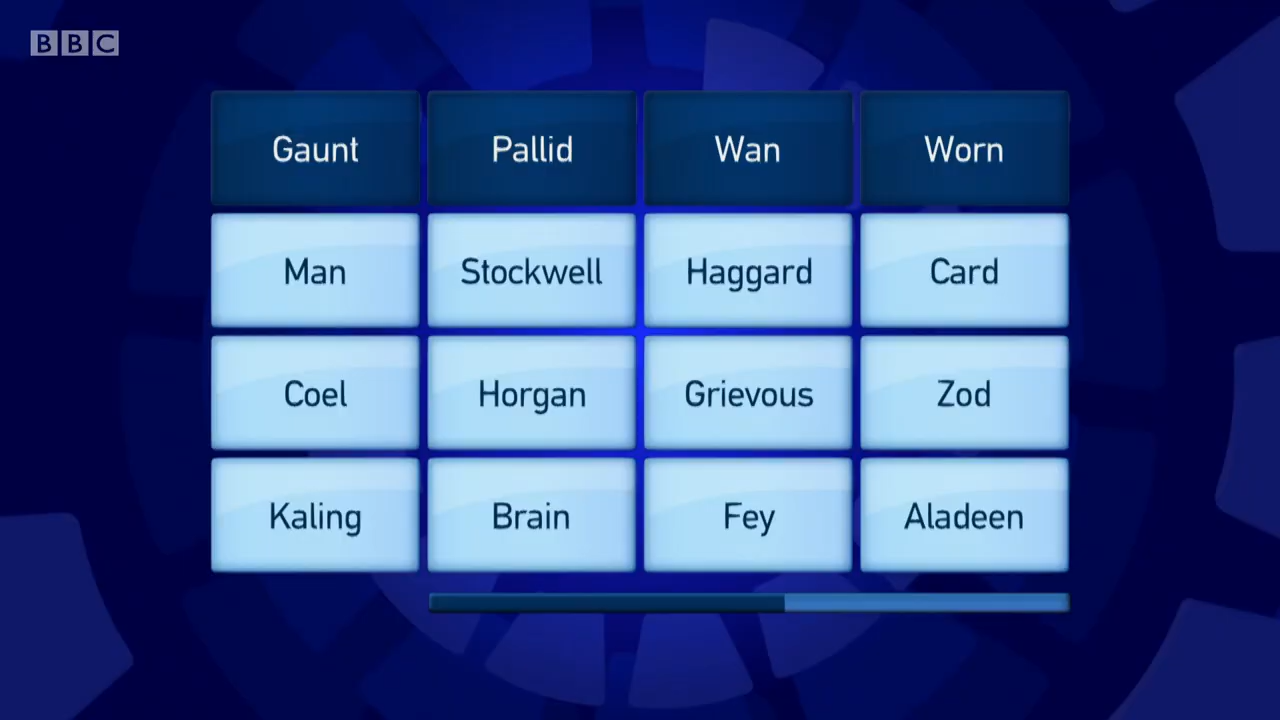 BBC
Gaunt Pallid Wan Worn
Man Stockwell Haggard Card
Coel Horgan Grievous Zod
Kaling Brain Fey Aladeen